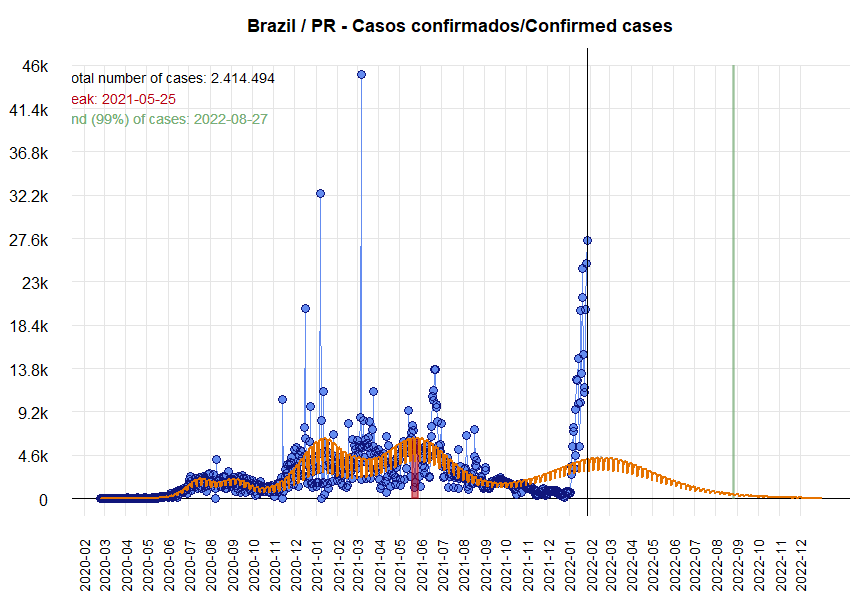 Brazil / PR - Casos confirmados/Confirmed cases
46k
41.4k
36.8k
32.2k
27.6k
23k
18.4k
13.8k
9.2k
4.6k
0
otal number of cases: 2.414.494
eak: 2021-05-25
nd (99%) of cases: 2022-08-27
2020-02
2020-03
2020-04
2020-05
2020-06
2020-07
2020-08
2020-09
2020-10
2020-11
2020-12
2021-01
2021-02
2021-03
2021-04
2021-05
2021-06
2021-07
2021-08
2021-09
2021-10
2021-11
2021-12
2022-01
2022-02
2022-03
2022-04
2022-05
2022-06
2022-07
2022-08
2022-09
2022-10
2022-11
2022-12